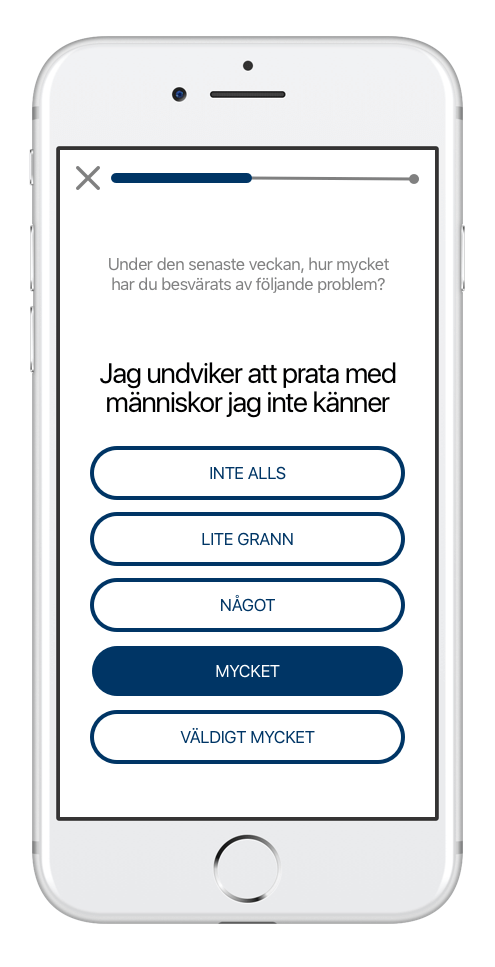 Under den senaste veckan, hur mycket
har du besvärats av följande problem?
Jag undviker att prata med
människor jag inte känner
INTE ALLS
LITE GRANN
NÅGOT
MYCKET
VÄLDIGT MYCKET